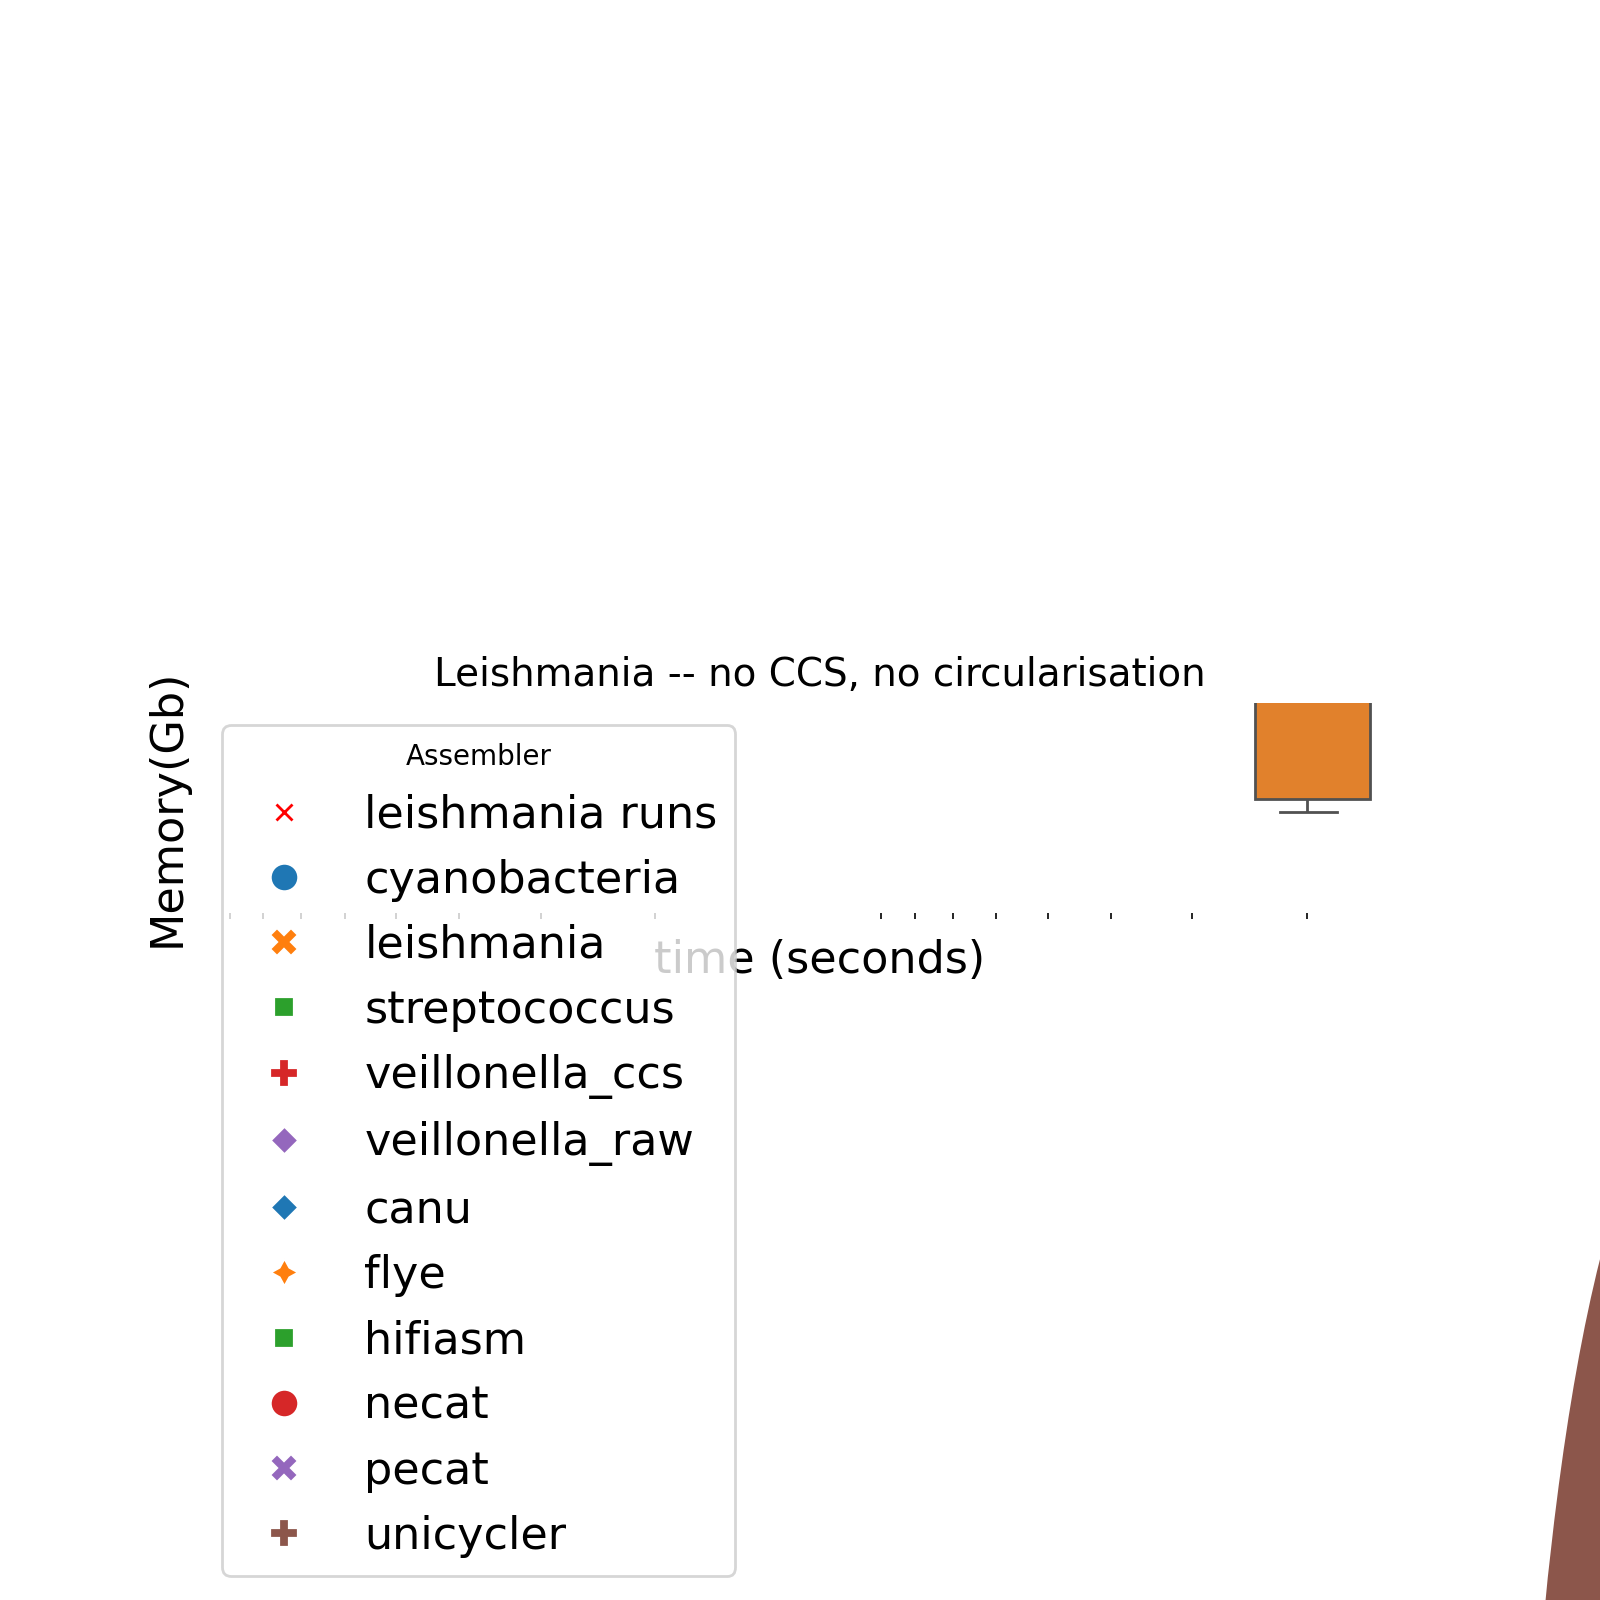 Leishmania -- no CCS, no circularisation
Memory(Gb)
Assembler
leishmania runs
cyanobacteria
leishmania
time (seconds)
streptococcus
veillonella_ccs
veillonella_raw
canu
flye
hifiasm
necat
pecat
unicycler